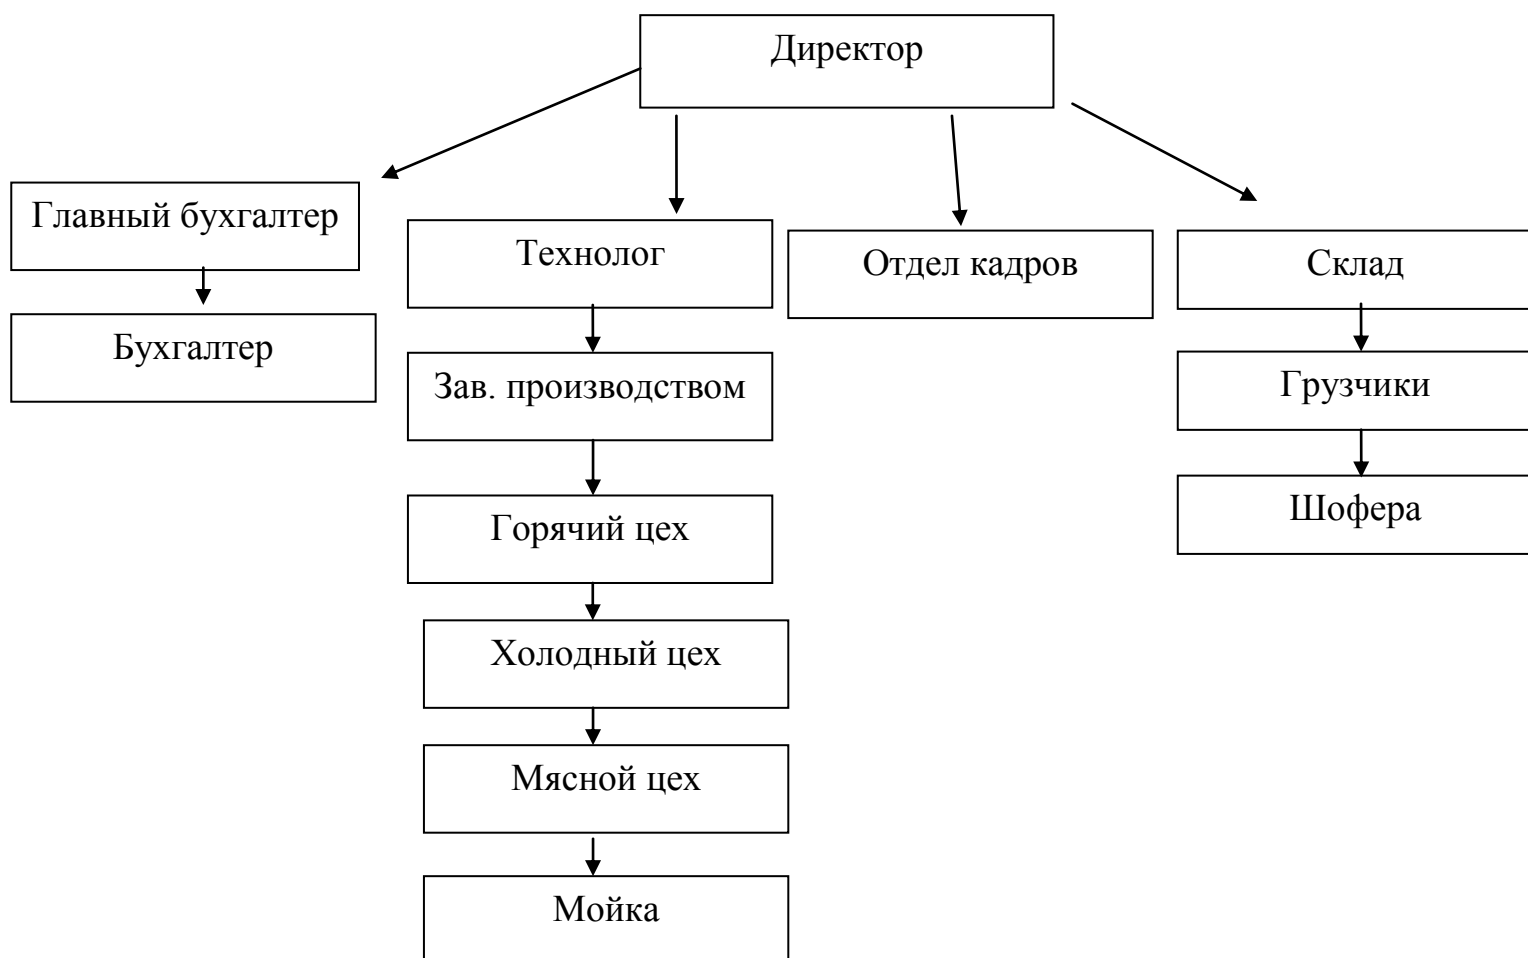 Директор
Главный бухгалтер
Технолог
Отдел кадров
Склад
Бухгалтер
Зав. производством
Грузчики
Горячий цех
Шофера
Холодный цех
Мясной цех
Мойка